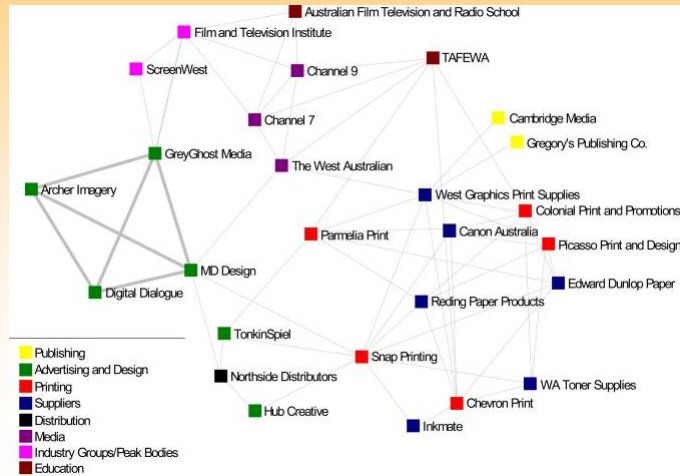 Australian Film Television and Radio School
Film and Television Institute
TAFEWA
ScreenWest
Channel 9
Cambridge Media
Channel 7
Gregory's Publishing Co.
GreyGhost Media
The West Australian
Archer Imagery
West Graphics Print Supplies
Colonial Print and Promotions
Parmelia Print
Canon Australia
Picasso Print and Design
MD Design
Edward Dunlop Paper
Digital Dialogue
Reding Paper Products
TonkinSpiel
Snap Printing
Northside Distributors
WA Toner Supplies
Hub Creative
Chevron Print
Inkmate
Publishing
Advertising and Design
Printing
Suppliers
Distribution
Media
Industry Groups/Peak Bodies
Education